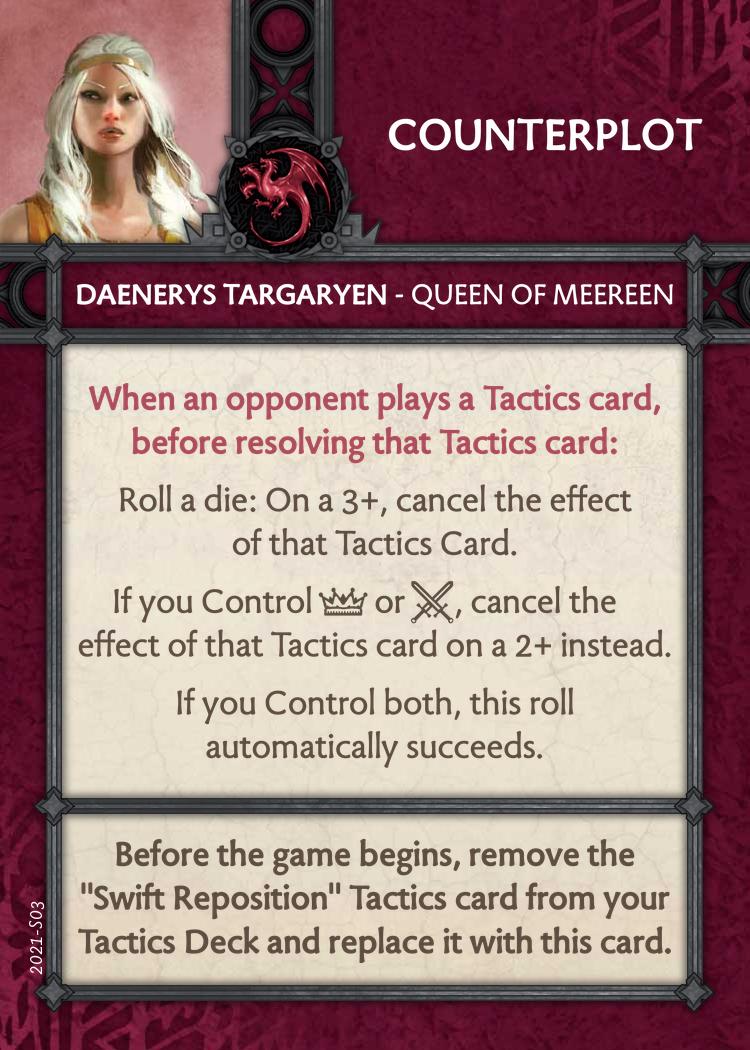 COUNTERPLOT
DAENERYS TARGARYEN - QUEEN OF MEEREEN
When an opponent plays a Tactics card,
before resolving that Tactics card:
Roll a die: On a 3+, cancel the effect
of that Tactics Card.
If you Control or , cancel the
effect of that Tactics card on a 2+ instead.
If you Control both, this roll
automatically succeeds.
Before the game begins, remove the
"Swift Reposition" Tactics card from your
Tactics Deck and replace it with this card.
2021-S03